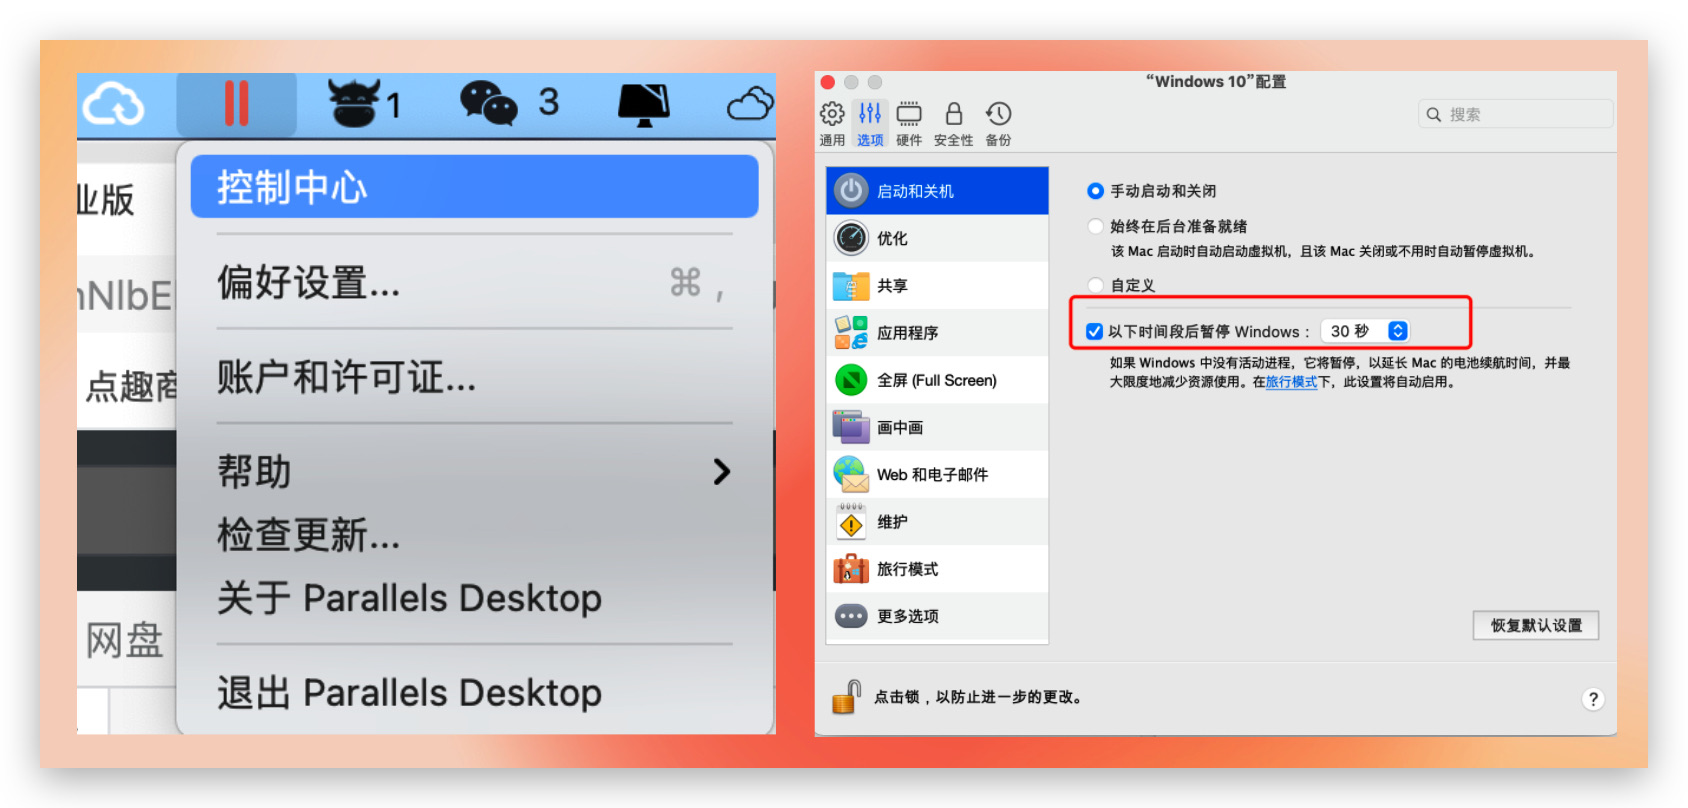 1
3
业版
控制中心
NlbE
偏好设置... ⌘ ,
点趣商
账户和许可证...
帮助
检查更新...
关于 Parallels Desktop
网盘
退出 Parallels Desktop
“Windows 10”配置
通用 选项 硬件 安全性 备份
搜索
启动和关机
优化
共享
应用程序
全屏 (Full Screen)
画中画
Web 和电子邮件
维护
旅行模式
更多选项
手动启动和关闭
始终在后台准备就绪
该 Mac 启动时自动启动虚拟机，且该 Mac 关闭或不用时自动暂停虚拟机。
自定义
以下时间段后暂停 Windows： 30 秒
如果 Windows 中没有活动进程，它将暂停，以延长 Mac 的电池续航时间，并最
大限度地减少资源使用。在旅行模式下，此设置将自动启用。
恢复默认设置
点击锁，以防止进一步的更改。
?